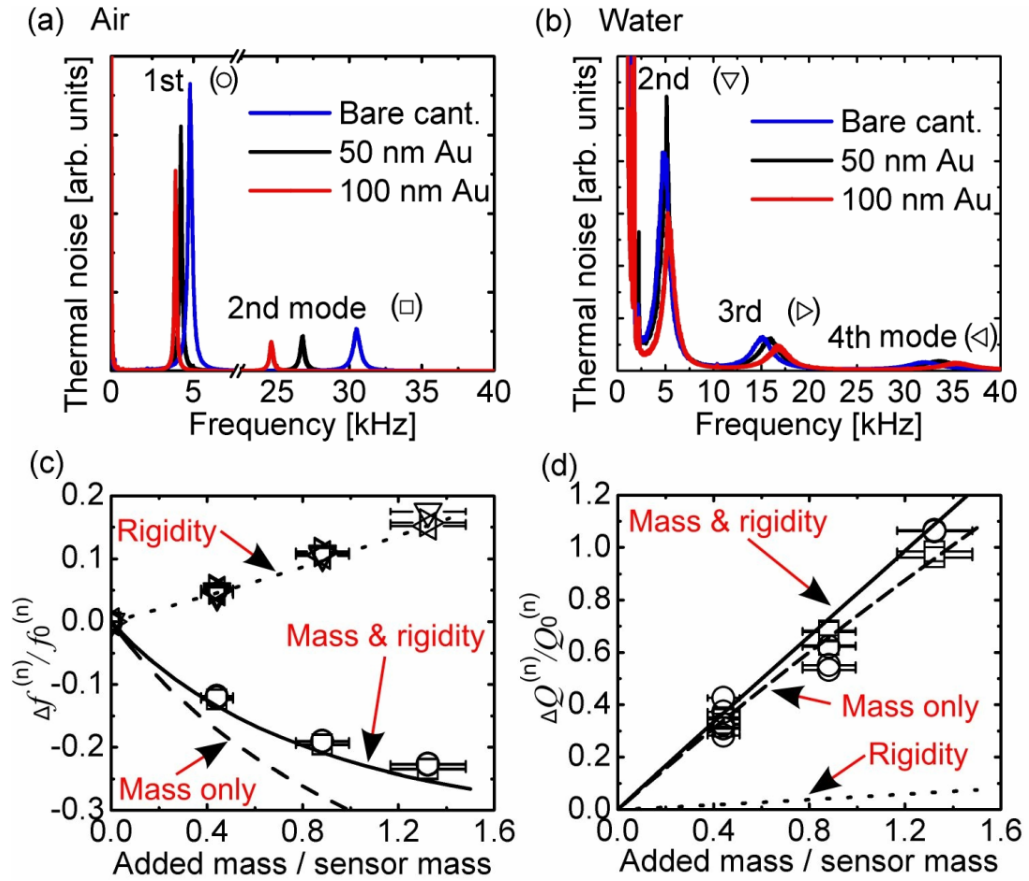 (a) Air
Thermal noise [arb. units]
1st (○)
Bare cant.
50 nm Au
100 nm Au
2nd mode (□)
0 5 10 25 30 35 40
Frequency [kHz]
(b) Water
Thermal noise [arb. units]
2nd (▽)
Bare cant.
50 nm Au
100 nm Au
3rd (▷)
4th mode (◁)
0 5 10 15 20 25 30 35 40
Frequency [kHz]
(c)
Δf⁽ⁿ⁾/f₀⁽ⁿ⁾
0.2
0.1
0.0
-0.1
-0.2
-0.3
Rigidity
Mass & rigidity
Mass only
0.0 0.4 0.8 1.2 1.6
Added mass / sensor mass
(d)
ΔQ⁽ⁿ⁾/Q₀⁽ⁿ⁾
1.2
1.0
0.8
0.6
0.4
0.2
0.0
Mass & rigidity
Mass only
Rigidity
0.0 0.4 0.8 1.2 1.6
Added mass / sensor mass